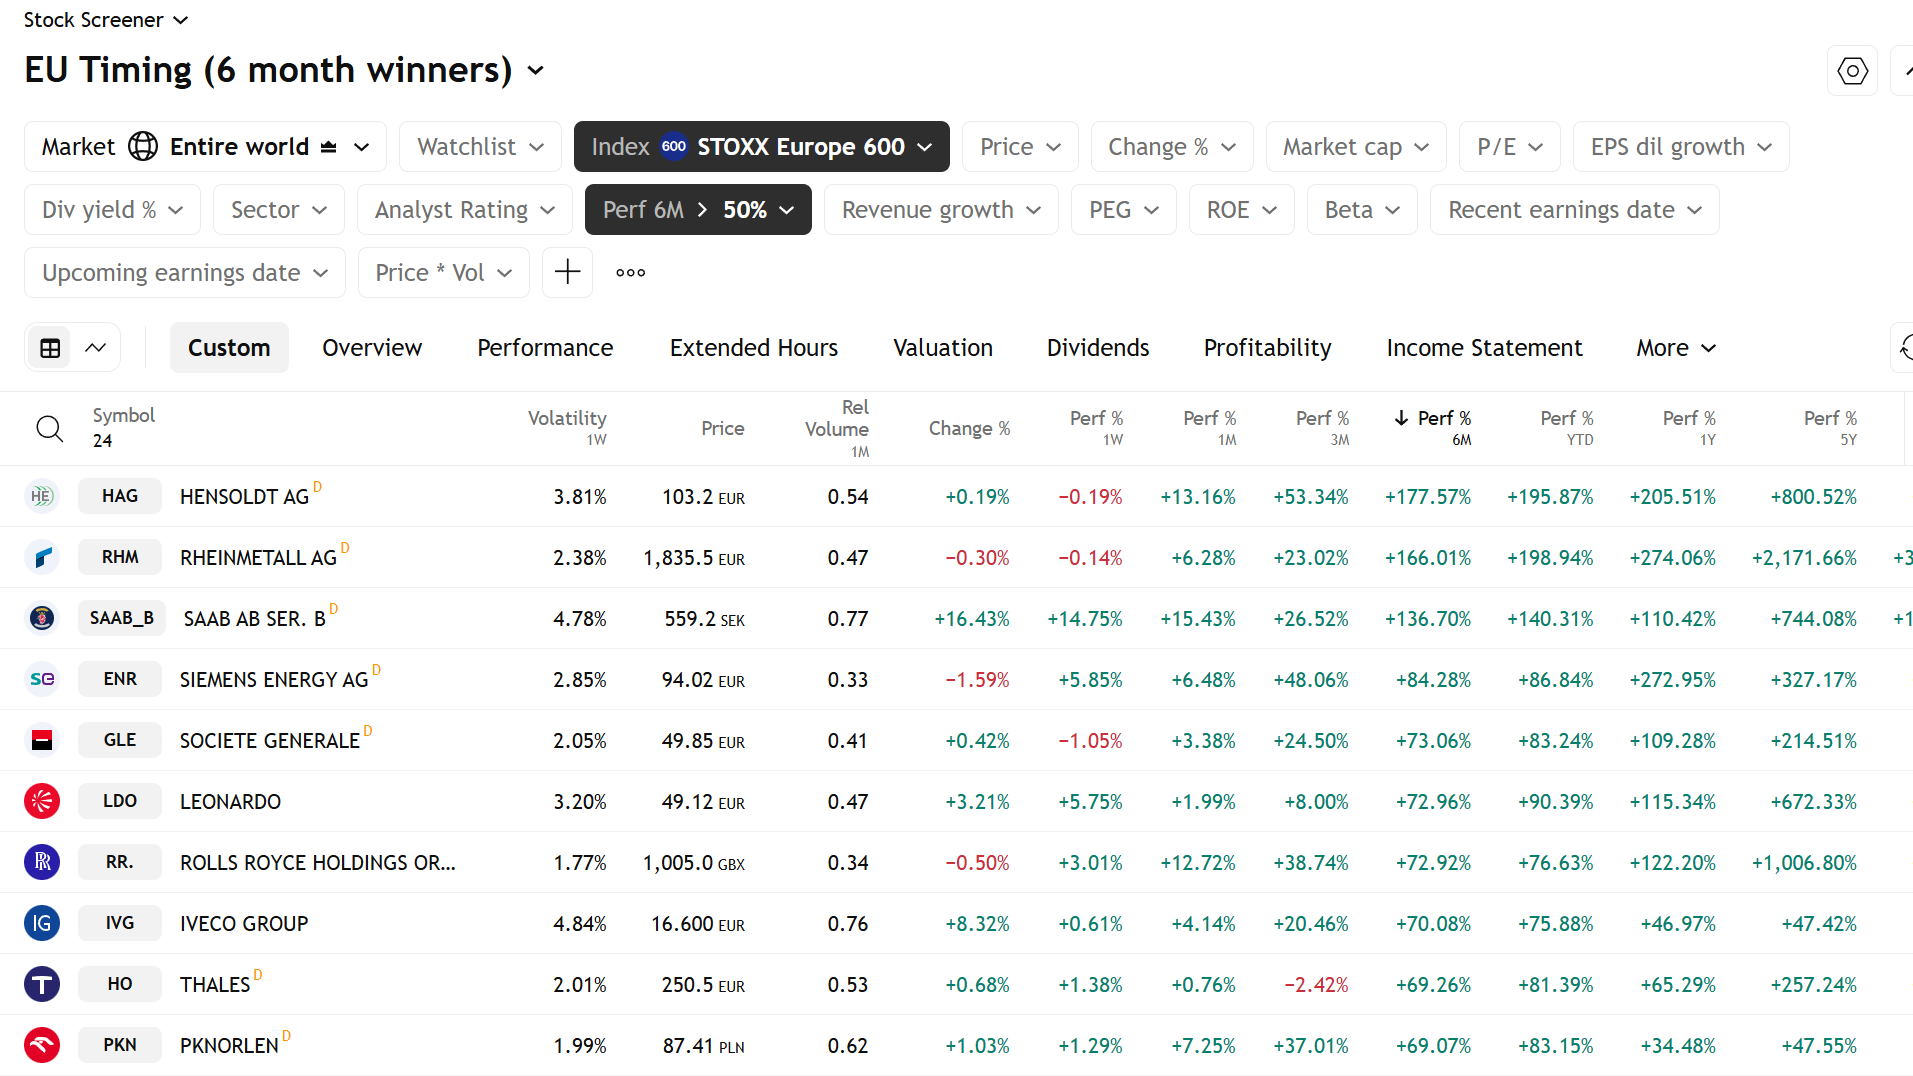 Stock Screener
EU Timing (6 month winners)
Market Entire world Watchlist Index 600 STOXX Europe 600 Price Change % Market cap P/E EPS dil growth
Div yield % Sector Analyst Rating Perf 6M > 50% Revenue growth PEG ROE Beta Recent earnings date
Upcoming earnings date Price * Vol
Custom Overview Performance Extended Hours Valuation Dividends Profitability Income Statement More
Symbol 24 Volatility 1W Price Rel Volume 1M Change % Perf % 1W Perf % 1M Perf % 3M Perf % 6M Perf % YTD Perf % 1Y Perf % 5Y
HE HAG HENSOLDT AG D 3.81% 103.2 EUR 0.54 +0.19% −0.19% +13.16% +53.34% +177.57% +195.87% +205.51% +800.52%
RHM RHEINMETALL AG D 2.38% 1,835.5 EUR 0.47 −0.30% −0.14% +6.28% +23.02% +166.01% +198.94% +274.06% +2,171.66% +3
SAAB_B SAAB AB SER. B D 4.78% 559.2 SEK 0.77 +16.43% +14.75% +15.43% +26.52% +136.70% +140.31% +110.42% +744.08% +1
se ENR SIEMENS ENERGY AG D 2.85% 94.02 EUR 0.33 −1.59% +5.85% +6.48% +48.06% +84.28% +86.84% +272.95% +327.17%
GLE SOCIETE GENERALE D 2.05% 49.85 EUR 0.41 +0.42% −1.05% +3.38% +24.50% +73.06% +83.24% +109.28% +214.51%
LDO LEONARDO 3.20% 49.12 EUR 0.47 +3.21% +5.75% +1.99% +8.00% +72.96% +90.39% +115.34% +672.33%
RR RR. ROLLS ROYCE HOLDINGS OR... 1.77% 1,005.0 GBX 0.34 −0.50% +3.01% +12.72% +38.74% +72.92% +76.63% +122.20% +1,006.80%
IG IVG IVECO GROUP 4.84% 16.600 EUR 0.76 +8.32% +0.61% +4.14% +20.46% +70.08% +75.88% +46.97% +47.42%
T HO THALES D 2.01% 250.5 EUR 0.53 +0.68% +1.38% +0.76% −2.42% +69.26% +81.39% +65.29% +257.24%
PKN PKNORLEN D 1.99% 87.41 PLN 0.62 +1.03% +1.29% +7.25% +37.01% +69.07% +83.15% +34.48% +47.55%